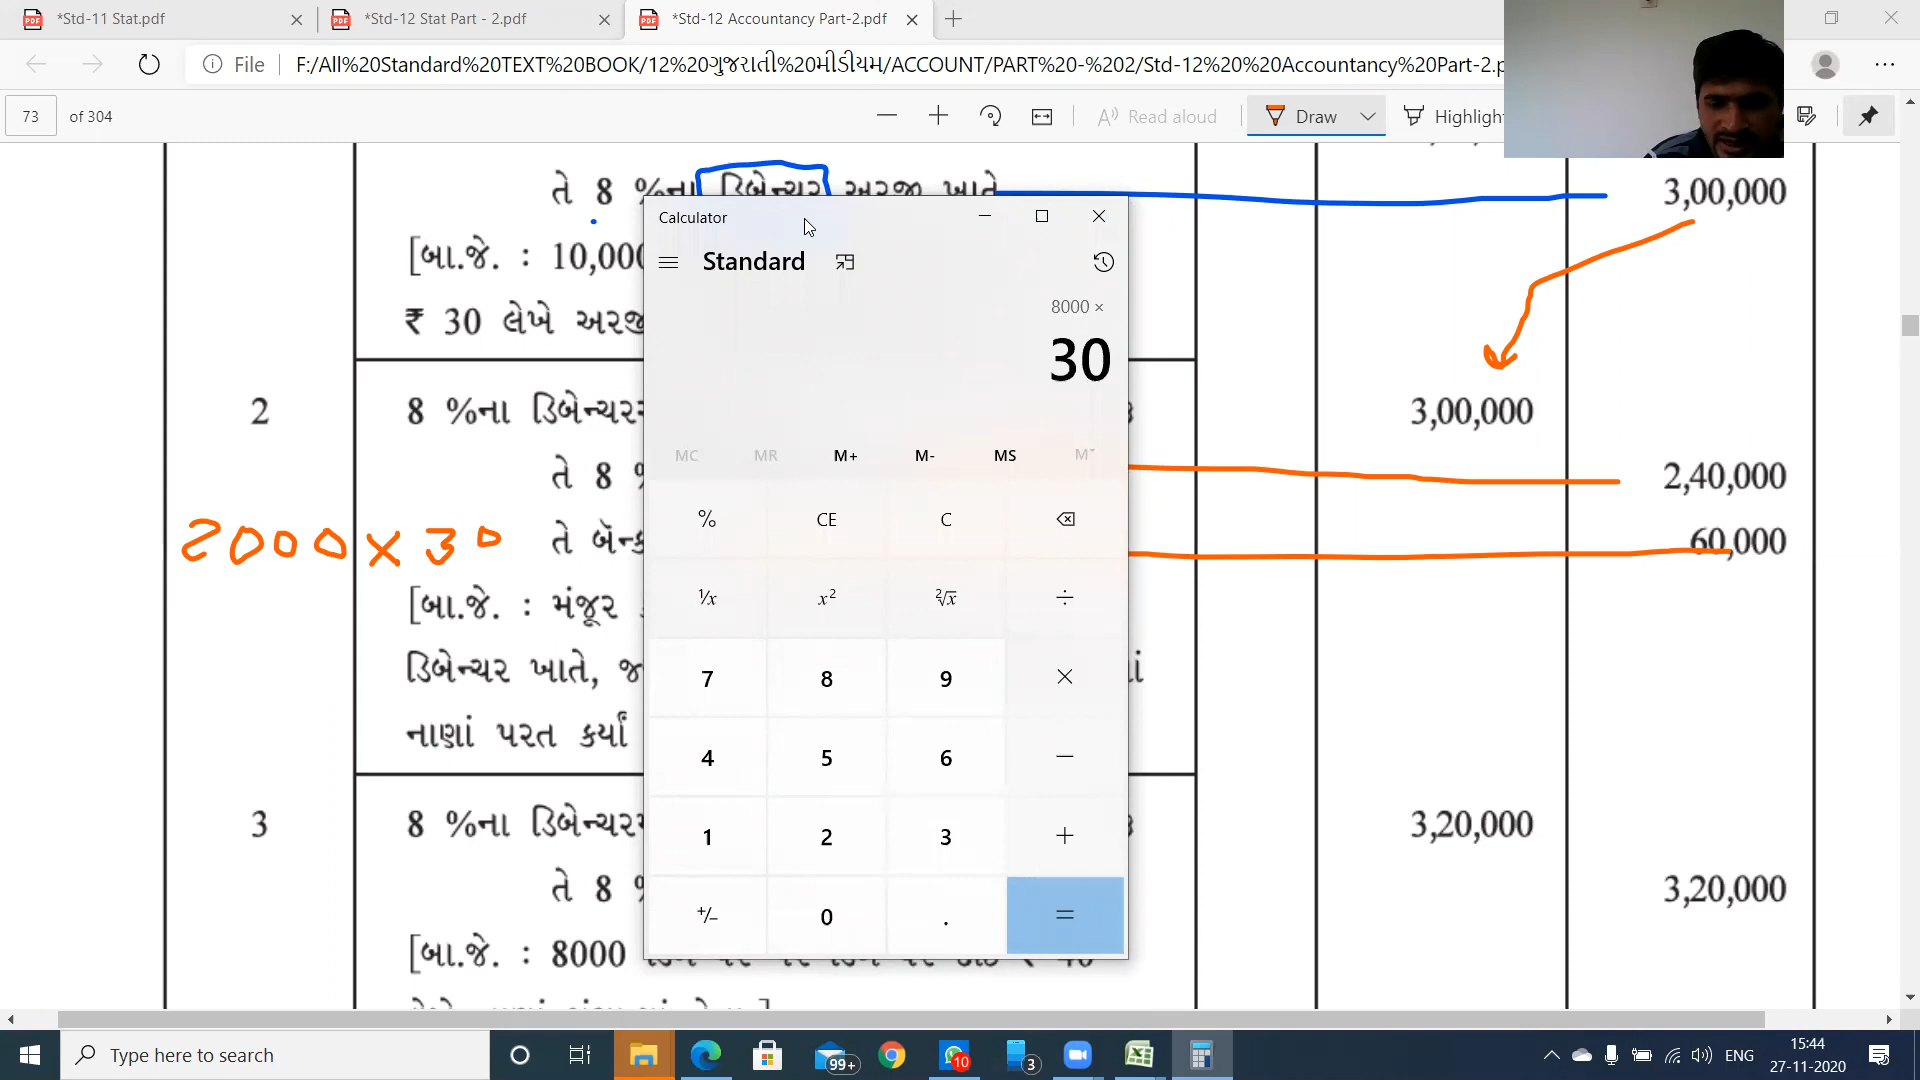 *Std-11 Stat.pdf
*Std-12 Stat Part - 2.pdf
*Std-12 Accountancy Part-2.pdf
File
F:/All%20Standard%20TEXT%20BOOK/12%20ગુજરાતી%20મીડીયમ/ACCOUNT/PART%20-%202/Std-12%20%20Accountancy%20Part-2.p
73 of 304
Read aloud
Draw
Highlight
તે 8 %ના ડિબેન્ચર અરજી ખાતે
3,00,000
[બા.જે. : 10,000
₹ 30 લેખે અરજી
2
8 %ના ડિબેન્ચર
3,00,000
તે 8
2,40,000
2000 x 30
તે બૅન્ક
60,000
[બા.જે. : મંજૂર
ડિબેન્ચર ખાતે,
નાણાં પરત કર્યાં
3
8 %ના ડિબેન્ચર
3,20,000
તે 8
3,20,000
[બા.જે. : 8000
Calculator
Standard
8000 ×
30
MC MR M+ M- MS M˅
% CE C
¹/x x² ²√x ÷
7 8 9 ×
4 5 6 −
1 2 3 +
+/− 0 . =
Type here to search
99+
10
3
ENG
15:44
27-11-2020